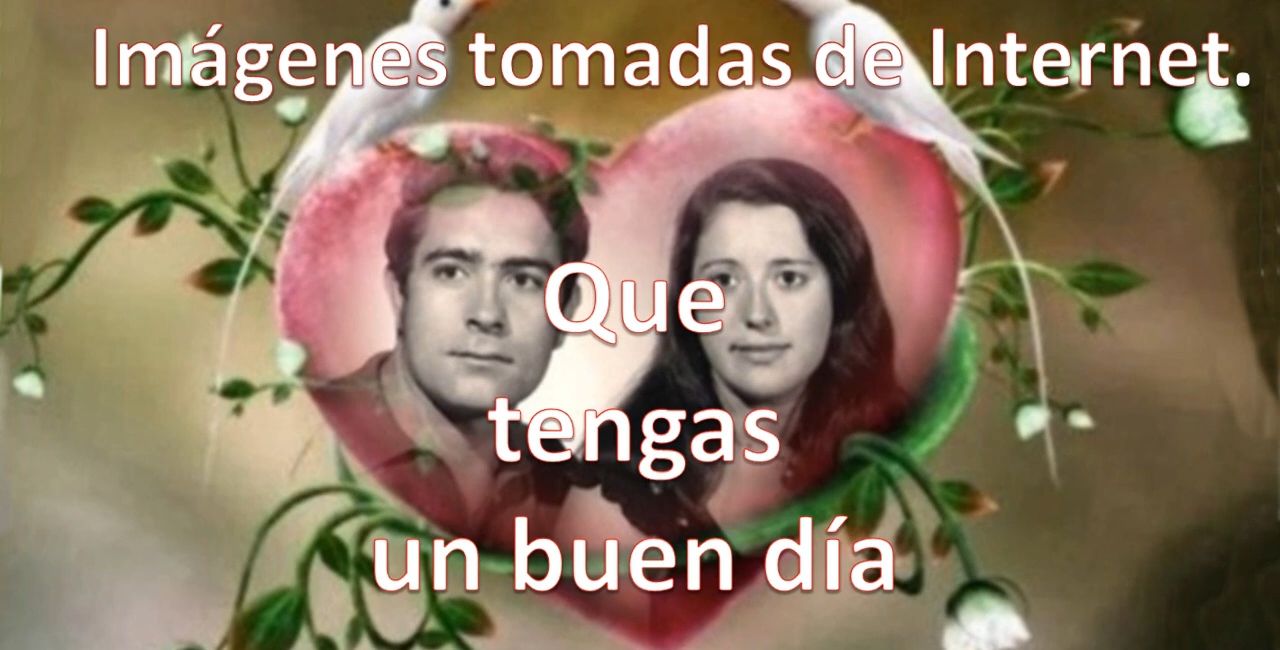 Imágenes tomadas de Internet.
Que
tengas
un buen día